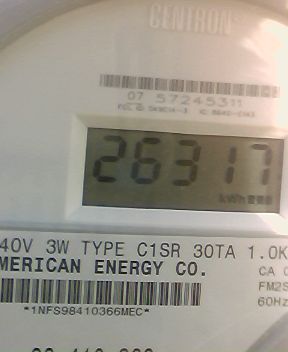 CENTRON
07 57245311
26317
kWh
40V 3W TYPE C1SR 30TA 1.0K
MERICAN ENERGY CO.
CA 0
FM2S
60Hz
*1NFS98410366MEC*